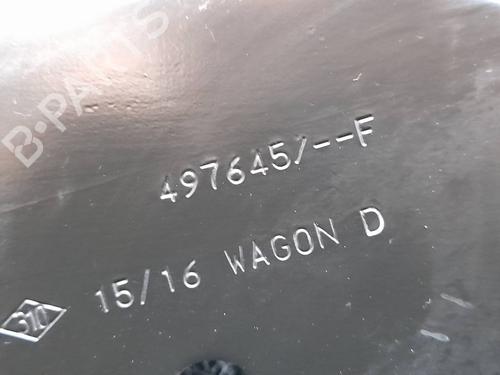 B-PARTS
497645/--F
15/16 WAGON D
310